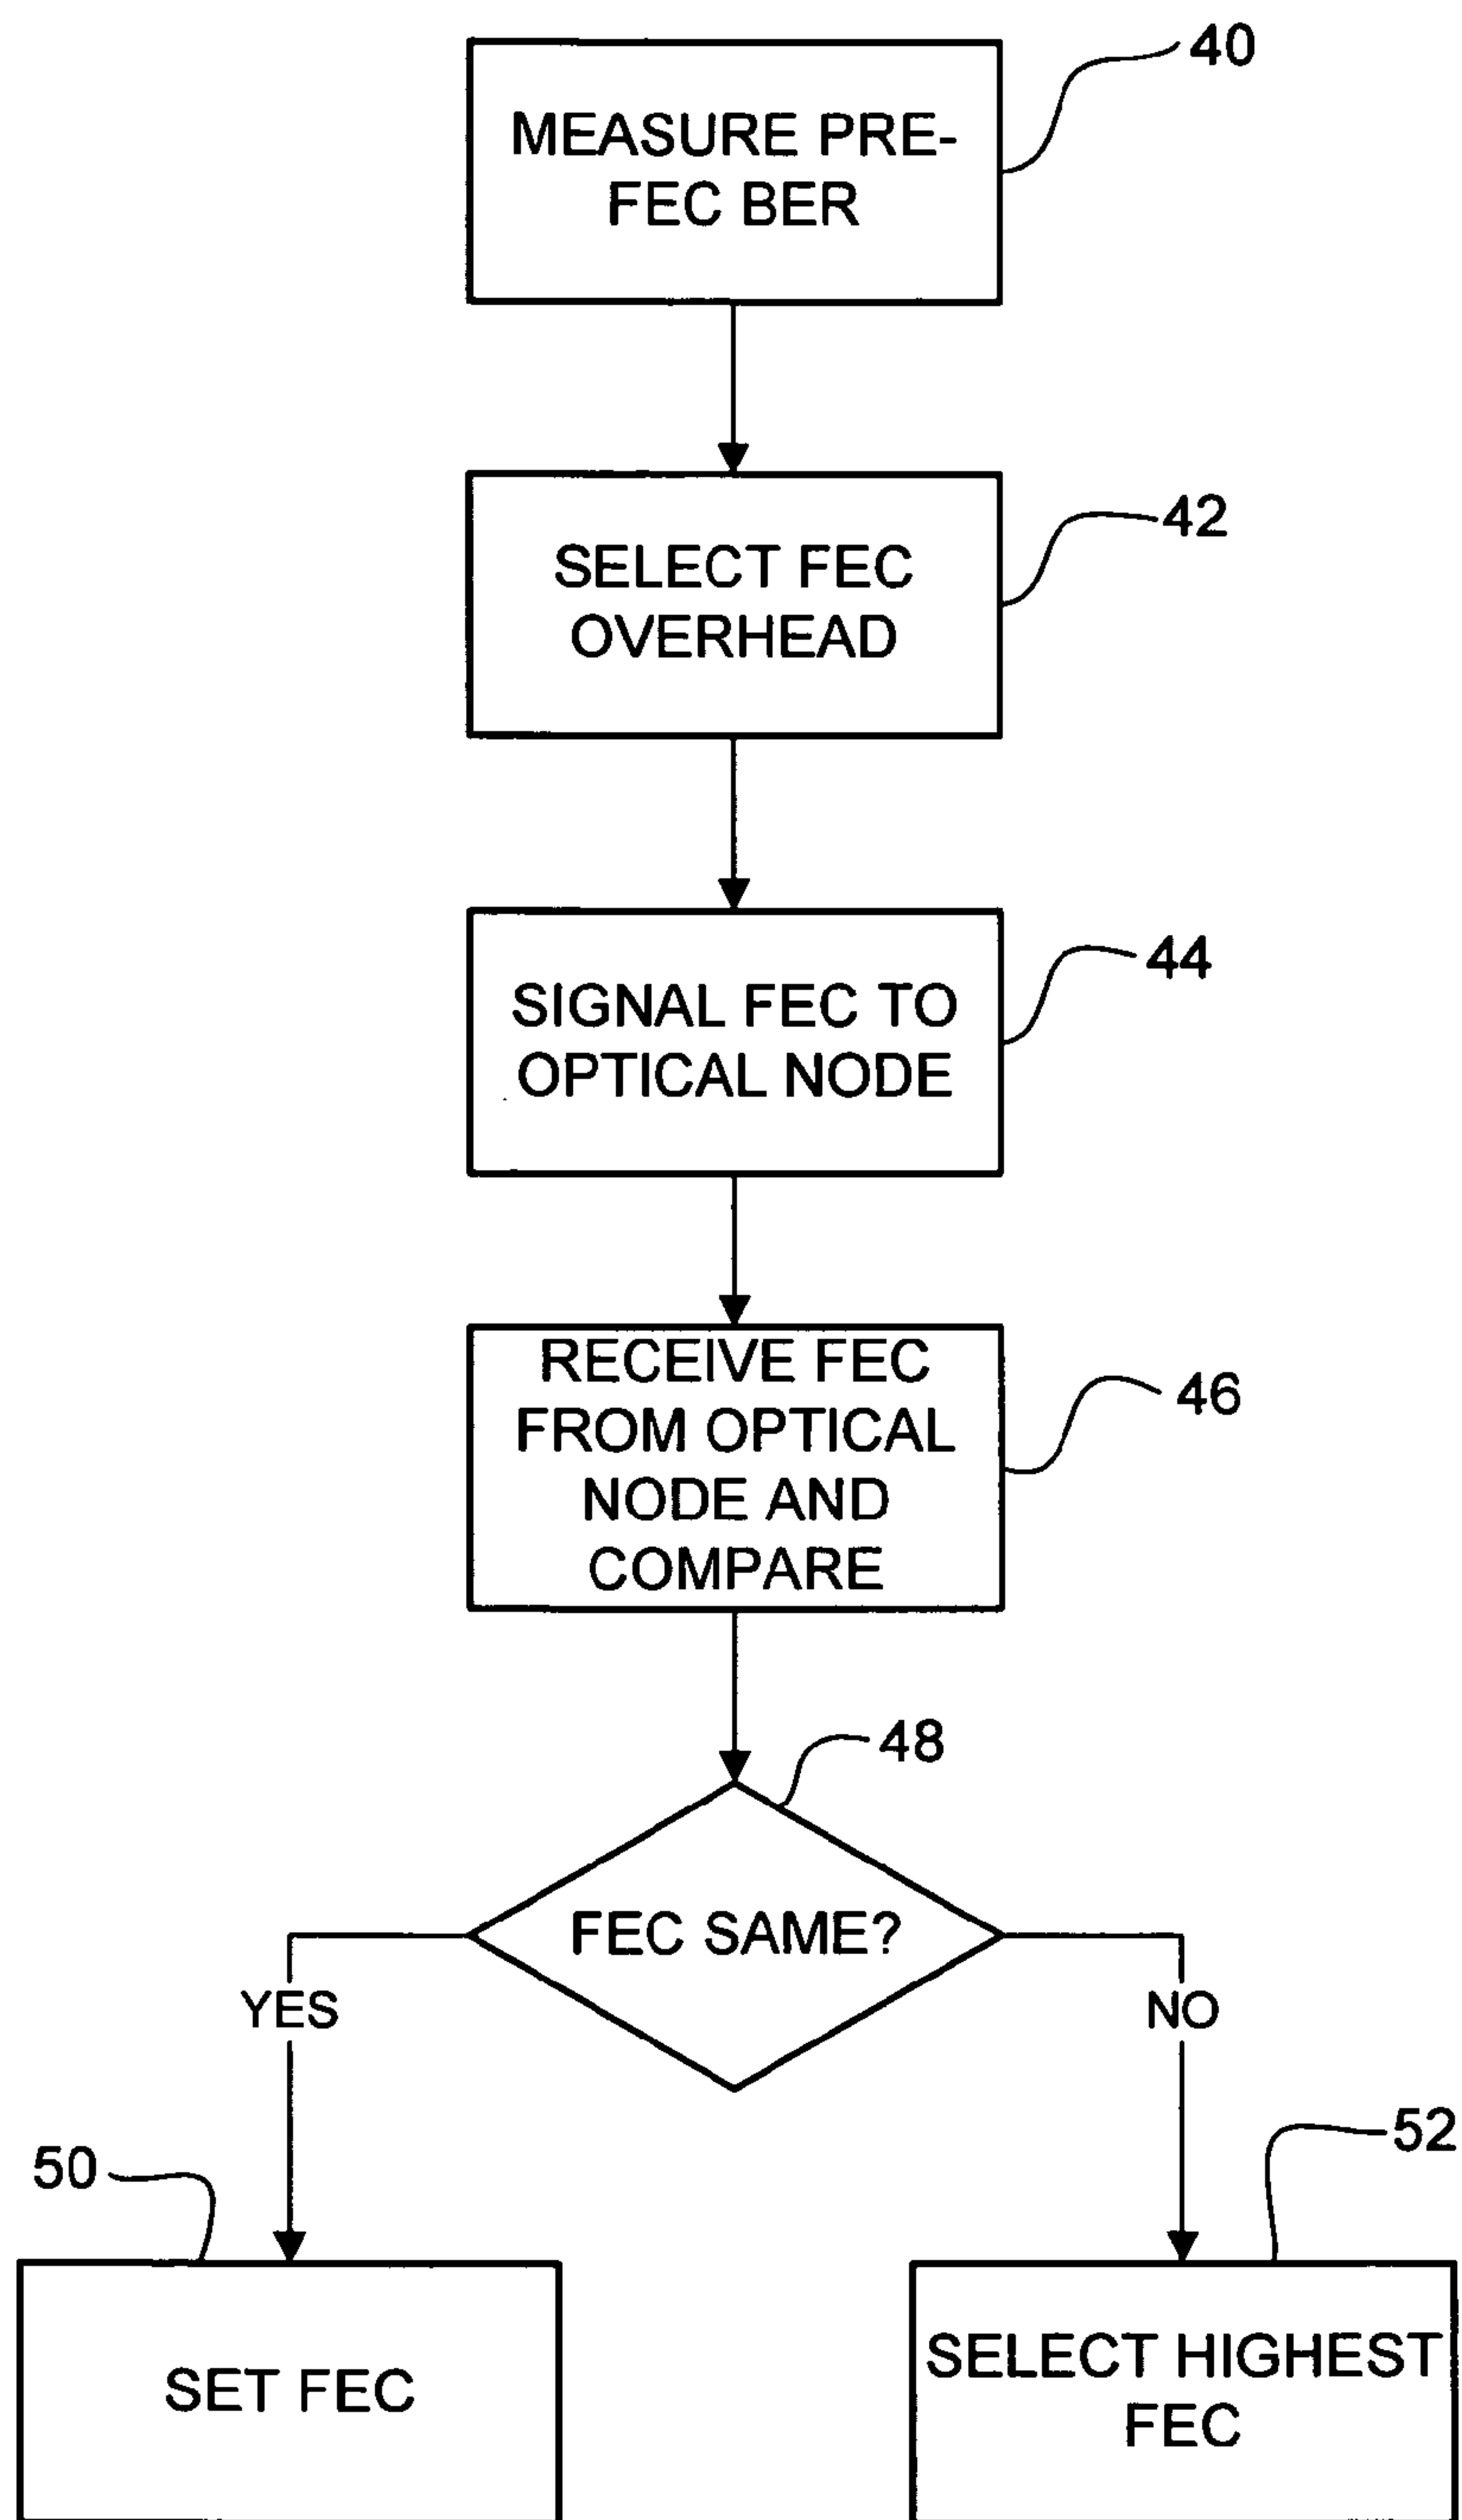 40
MEASURE PRE-
FEC BER
42
SELECT FEC
OVERHEAD
44
SIGNAL FEC TO
OPTICAL NODE
RECEIVE FEC
46
FROM OPTICAL
NODE AND
COMPARE
48
FEC SAME?
YES
NO
50
52
SET FEC
SELECT HIGHEST
FEC